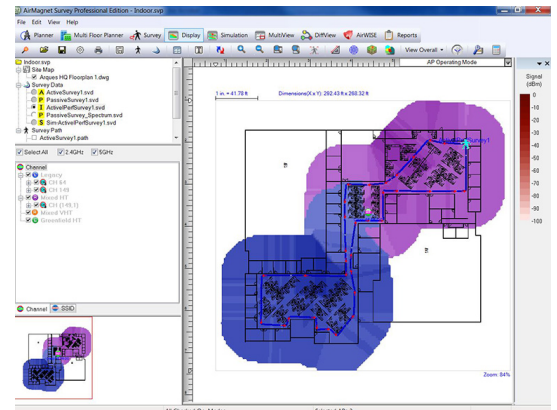 AirMagnet Survey Professional Edition - Indoor.svp
File Edit View Help
Planner Multi Floor Planner Survey Display Simulation MultiView DiffView AirWISE Reports
View Overall
Indoor.svp
Site Map
Arques HQ Floorplan 1.dwg
Survey Data
A ActiveSurvey1.svd
P PassiveSurvey1.svd
I ActivePerfSurvey1.svd
P PassiveSurvey_Spectrum.svd
S Sim-ActivePerfSurvey1.svd
Survey Path
ActiveSurvey1.path
Select All 2.4GHz 5GHz
Channel
Legacy
CH 64
CH 149
Mixed HT
CH (149,1)
Mixed VHT
Greenfield HT
Channel SSID
AP Operating Mode
1 in. = 41.78 ft
Dimensions(X x Y): 292.43 ft x 260.32 ft
Zoom: 84%
Signal
(dBm)
0
-10
-20
-30
-40
-50
-60
-70
-80
-90
-100